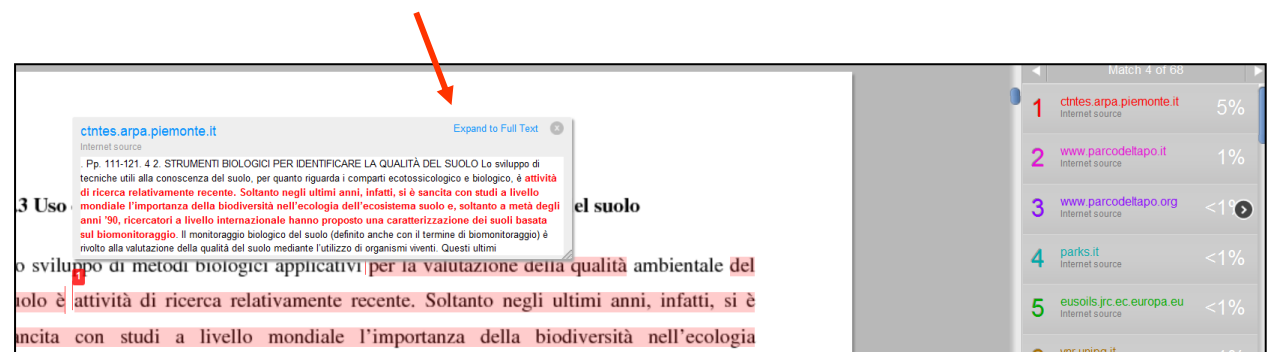 Match 4 of 68
ctntes.arpa.piemonte.it
Expand to Full Text
x
Internet source
. Pp. 111-121. 4 2. STRUMENTI BIOLOGICI PER IDENTIFICARE LA QUALITÀ DEL SUOLO Lo sviluppo di
tecniche utili alla conoscenza del suolo, per quanto riguarda i comparti ecotossicologico e biologico, è attività
di ricerca relativamente recente. Soltanto negli ultimi anni, infatti, si è sancita con studi a livello
mondiale l'importanza della biodiversità nell'ecologia dell'ecosistema suolo e, soltanto a metà degli
anni '90, ricercatori a livello internazionale hanno proposto una caratterizzazione dei suoli basata
sul biomonitoraggio. Il monitoraggio biologico del suolo (definito anche con il termine di biomonitoraggio) è
rivolto alla valutazione della qualità del suolo mediante l'utilizzo di organismi viventi. Questi ultimi
.3 Uso
el suolo
o sviluppo di metodi biologici applicativi per la valutazione della qualità ambientale del
1
uolo è attività di ricerca relativamente recente. Soltanto negli ultimi anni, infatti, si è
ancita con studi a livello mondiale l'importanza della biodiversità nell'ecologia
1 ctntes.arpa.piemonte.it 5%
Internet source
2 www.parcodeltapo.it 1%
Internet source
3 www.parcodeltapo.org <1
Internet source
4 parks.it <1%
Internet source
5 eusoils.jrc.ec.europa.eu <1%
Internet source